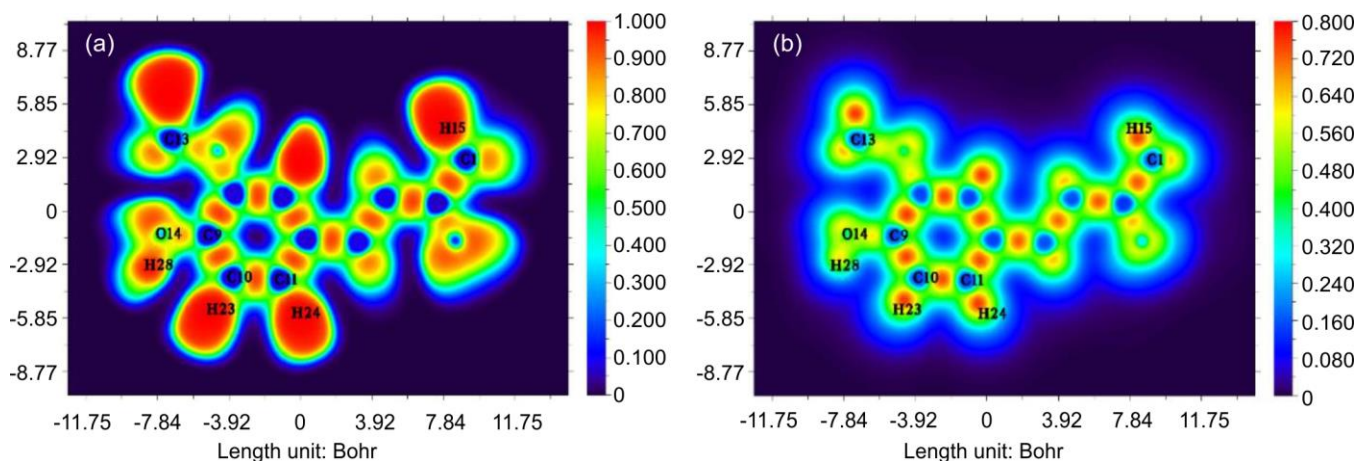 (a)
8.77
5.85
2.92
0
-2.92
-5.85
-8.77
-11.75 -7.84 -3.92 0 3.92 7.84 11.75
Length unit: Bohr
C13
H15
C1
O14
C9
H28
C10
C11
H23
H24
1.000
0.900
0.800
0.700
0.600
0.500
0.400
0.300
0.200
0.100
0
(b)
8.77
5.85
2.92
0
-2.92
-5.85
-8.77
-11.75 -7.84 -3.92 0 3.92 7.84 11.75
Length unit: Bohr
H15
C13
C1
O14
C9
H28
C10
C11
H23
H24
0.800
0.720
0.640
0.560
0.480
0.400
0.320
0.240
0.160
0.080
0